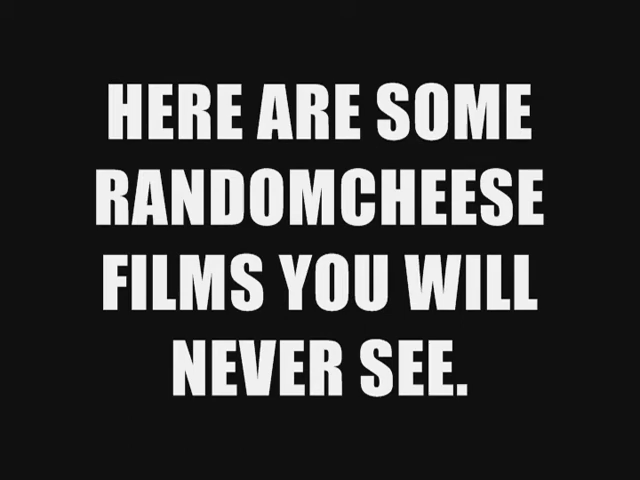 HERE ARE SOME
RANDOMCHEESE
FILMS YOU WILL
NEVER SEE.